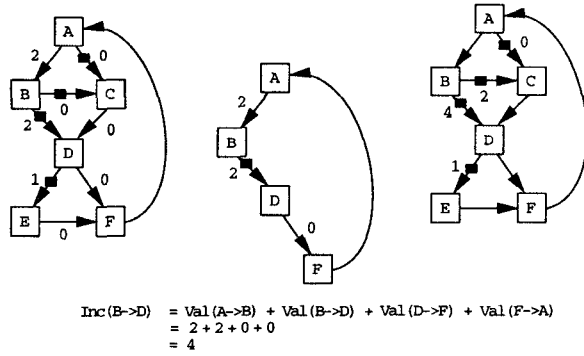 A
2
0
B
0
C
2
0
D
1
0
E
0
F
A
2
B
2
D
0
F
A
0
B
2
C
4
D
1
E
F
Inc(B->D) = Val(A->B) + Val(B->D) + Val(D->F) + Val(F->A)
= 2 + 2 + 0 + 0
= 4